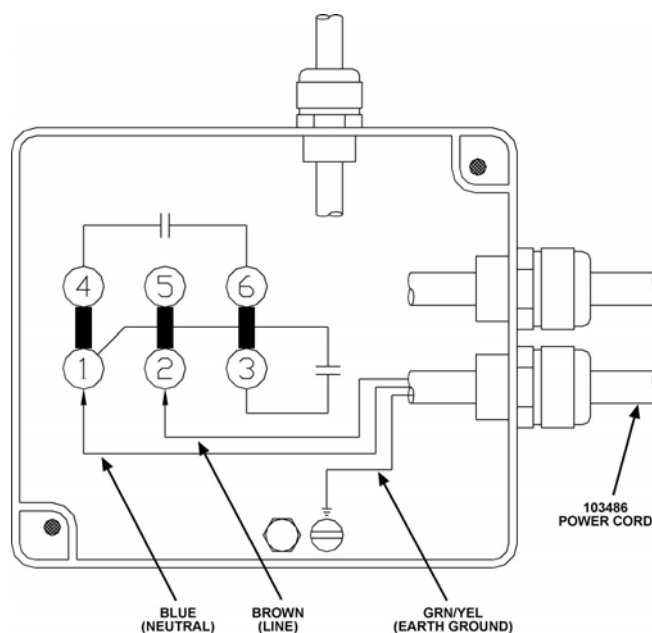 4 5 6
1 2 3
103486
POWER CORD
BLUE
(NEUTRAL)
BROWN
(LINE)
GRN/YEL
(EARTH GROUND)